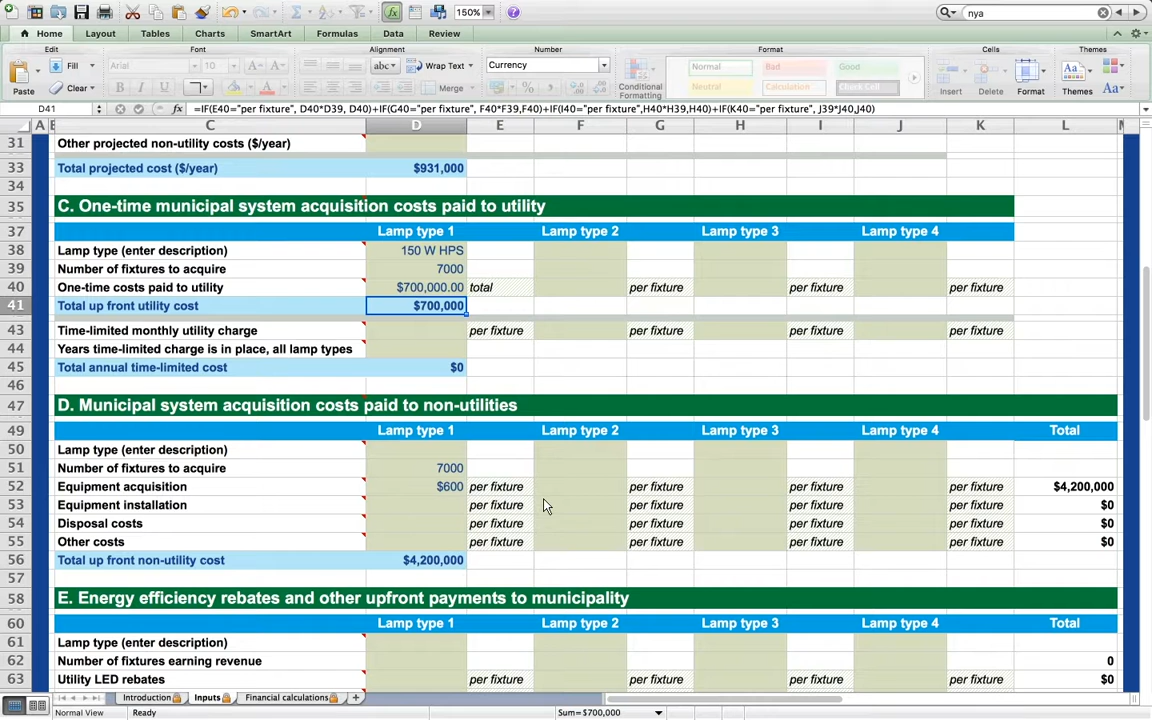 150% nya
Home Layout Tables Charts SmartArt Formulas Data Review
Edit Font Alignment Number Format Cells Themes
Fill Arial 10 abc Wrap Text Currency Normal Bad Good
Paste Clear B I U Merge % Conditional Formatting Neutral Calculation Check Cell Insert Delete Format Themes Aa
D41 fx =IF(E40="per fixture", D40*D39, D40)+IF(G40="per fixture", F40*F39,F40)+IF(I40="per fixture",H40*H39,H40)+IF(K40="per fixture", J39*J40,J40)
A B C D E F G H I J K L
31 Other projected non-utility costs ($/year)
33 Total projected cost ($/year) $931,000
34
35 C. One-time municipal system acquisition costs paid to utility
37 Lamp type 1 Lamp type 2 Lamp type 3 Lamp type 4
38 Lamp type (enter description) 150 W HPS
39 Number of fixtures to acquire 7000
40 One-time costs paid to utility $700,000.00 total per fixture per fixture per fixture
41 Total up front utility cost $700,000
43 Time-limited monthly utility charge per fixture per fixture per fixture per fixture
44 Years time-limited charge is in place, all lamp types
45 Total annual time-limited cost $0
46
47 D. Municipal system acquisition costs paid to non-utilities
49 Lamp type 1 Lamp type 2 Lamp type 3 Lamp type 4 Total
50 Lamp type (enter description)
51 Number of fixtures to acquire 7000
52 Equipment acquisition $600 per fixture per fixture per fixture per fixture $4,200,000
53 Equipment installation per fixture per fixture per fixture per fixture $0
54 Disposal costs per fixture per fixture per fixture per fixture $0
55 Other costs per fixture per fixture per fixture per fixture $0
56 Total up front non-utility cost $4,200,000
57
58 E. Energy efficiency rebates and other upfront payments to municipality
60 Lamp type 1 Lamp type 2 Lamp type 3 Lamp type 4 Total
61 Lamp type (enter description)
62 Number of fixtures earning revenue 0
63 Utility LED rebates per fixture per fixture per fixture per fixture $0
Introduction Inputs Financial calculations +
Normal View Ready Sum=$700,000